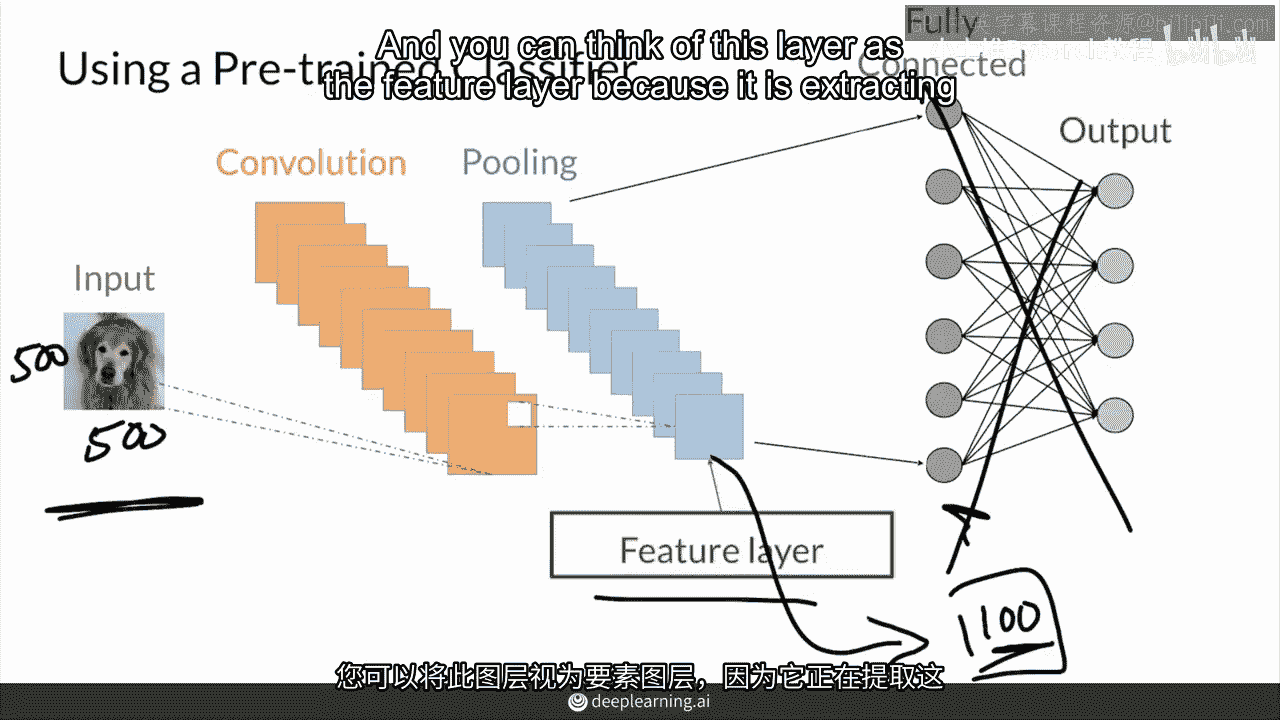 Using a Pre-trained Classifier
And you can think of this layer as
the feature layer because it is extracting
Fully
Connected
Output
Convolution
Pooling
Input
500
500
Feature layer
1100
您可以将此图层视为要素图层，因为它正在提取这
deeplearning.ai